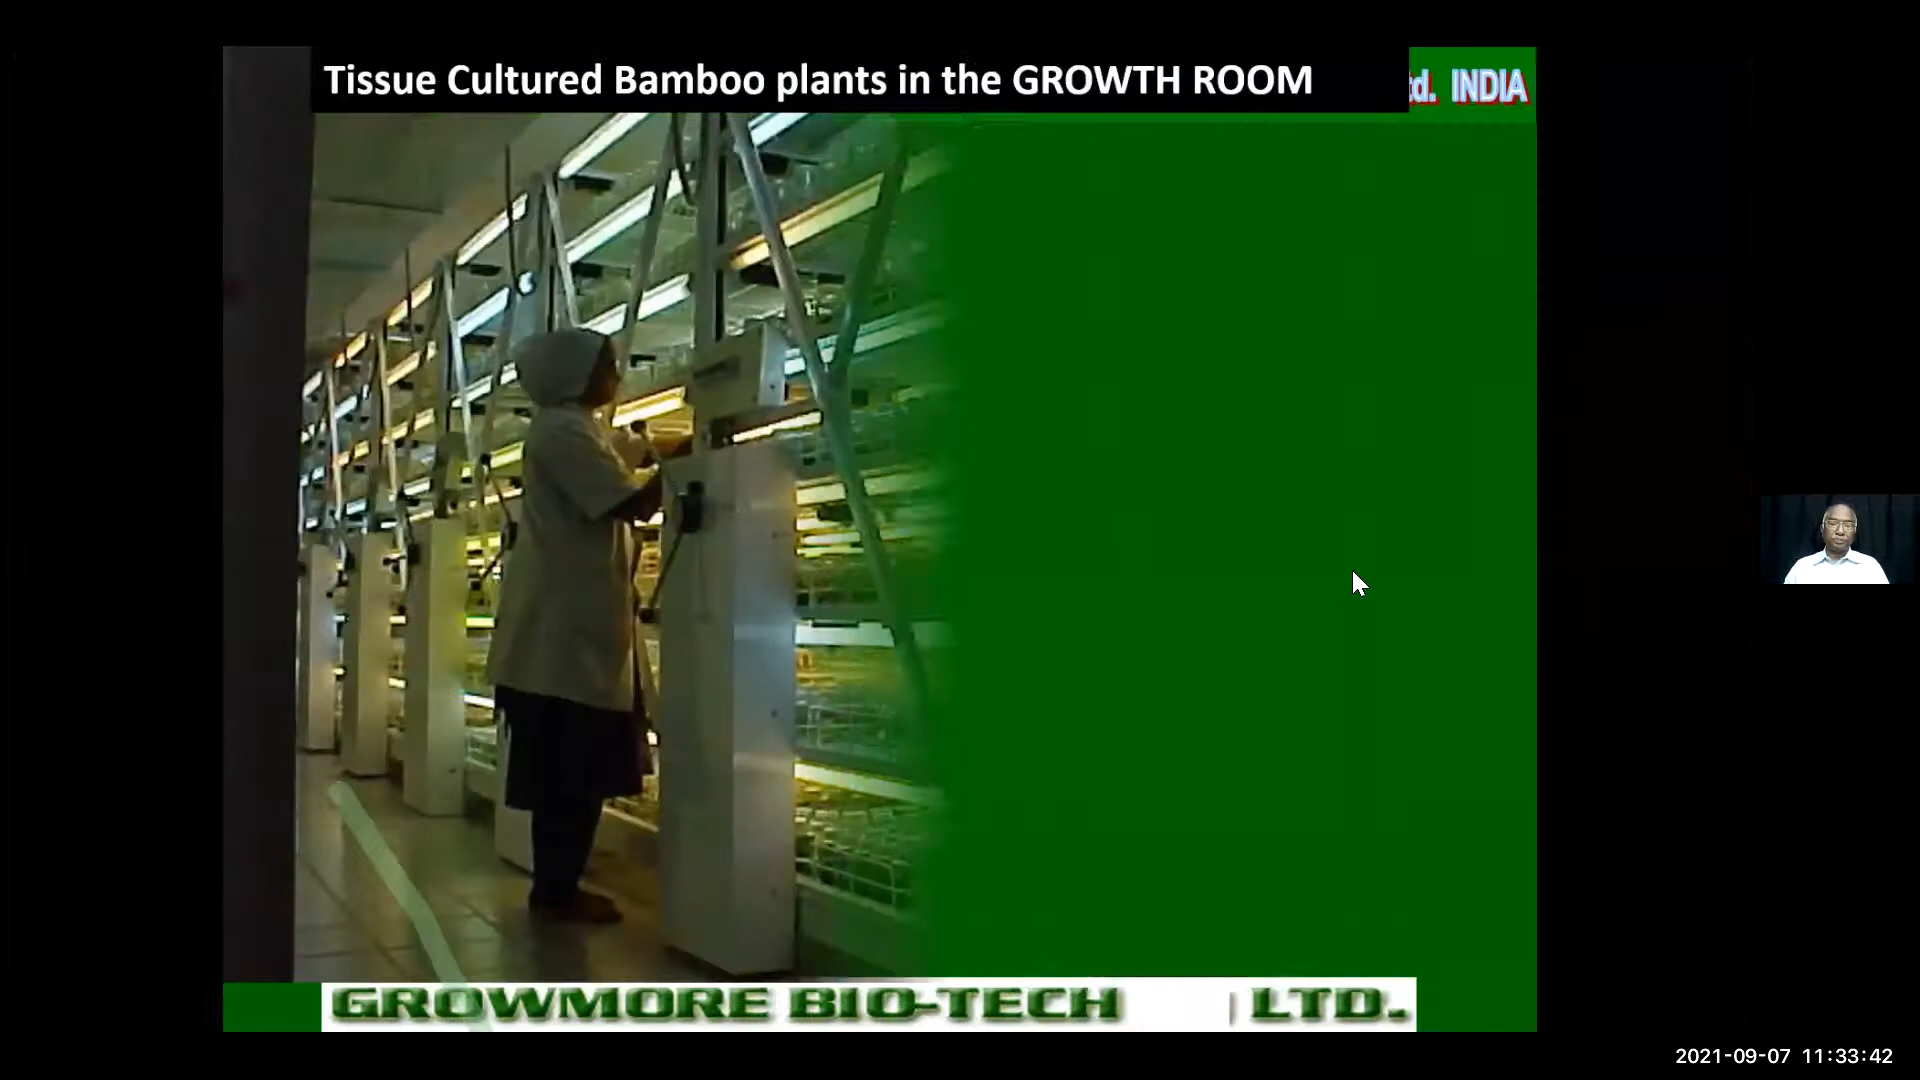 Tissue Cultured Bamboo plants in the GROWTH ROOM
td. INDIA
GROWMORE BIO-TECH LTD.
2021-09-07 11:33:42